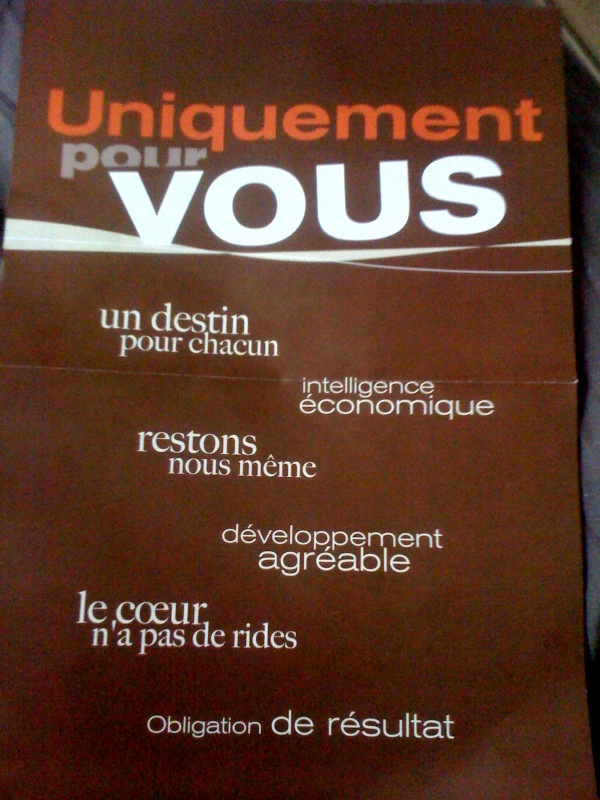 Uniquement
pour
vous
un destin
pour chacun
intelligence
économique
restons
nous même
développement
agréable
le cœur
n'a pas de rides
Obligation de résultat